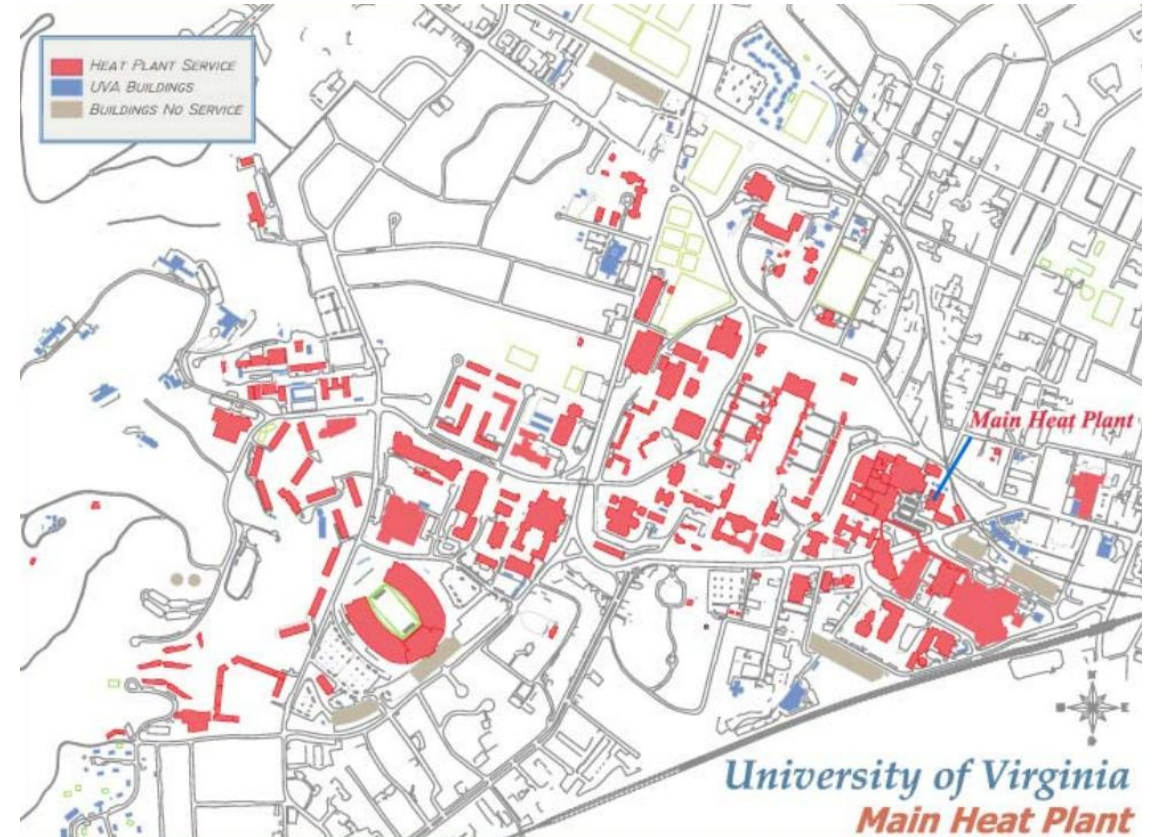 HEAT PLANT SERVICE
UVA BUILDINGS
BUILDINGS NO SERVICE
Main Heat Plant
N
E
University of Virginia
Main Heat Plant